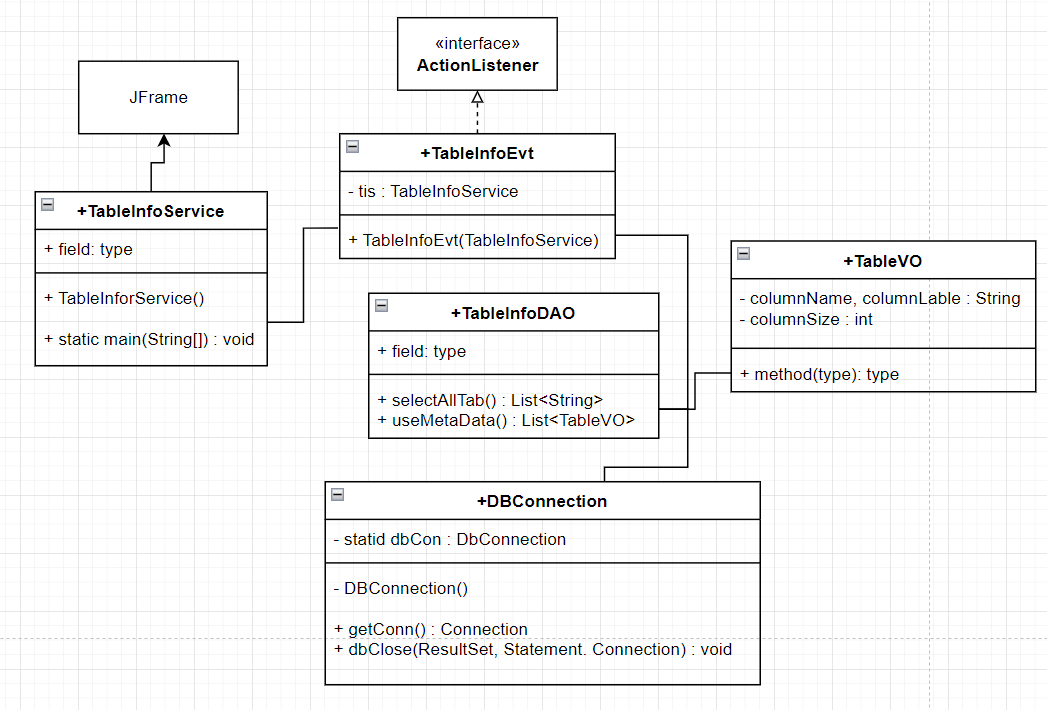 «interface»
ActionListener
JFrame
+TableInfoEvt
- tis : TableInfoService
+ TableInfoEvt(TableInfoService)
+TableInfoService
+ field: type
+ TableInforService()
+ static main(String[]) : void
+TableVO
- columnName, columnLable : String
- columnSize : int
+ method(type): type
+TableInfoDAO
+ field: type
+ selectAllTab() : List<String>
+ useMetaData() : List<TableVO>
+DBConnection
- statid dbCon : DbConnection
- DBConnection()
+ getConn() : Connection
+ dbClose(ResultSet, Statement. Connection) : void